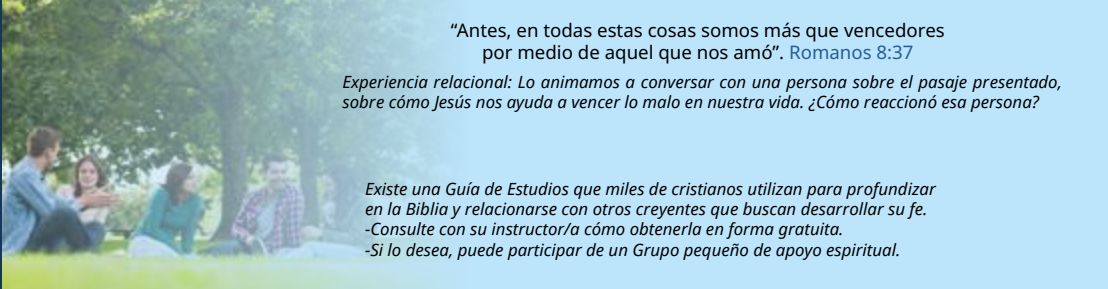 “Antes, en todas estas cosas somos más que vencedores
por medio de aquel que nos amó”. Romanos 8:37
Experiencia relacional: Lo animamos a conversar con una persona sobre el pasaje presentado,
sobre cómo Jesús nos ayuda a vencer lo malo en nuestra vida. ¿Cómo reaccionó esa persona?
Existe una Guía de Estudios que miles de cristianos utilizan para profundizar
en la Biblia y relacionarse con otros creyentes que buscan desarrollar su fe.
-Consulte con su instructor/a cómo obtenerla en forma gratuita.
-Si lo desea, puede participar de un Grupo pequeño de apoyo espiritual.